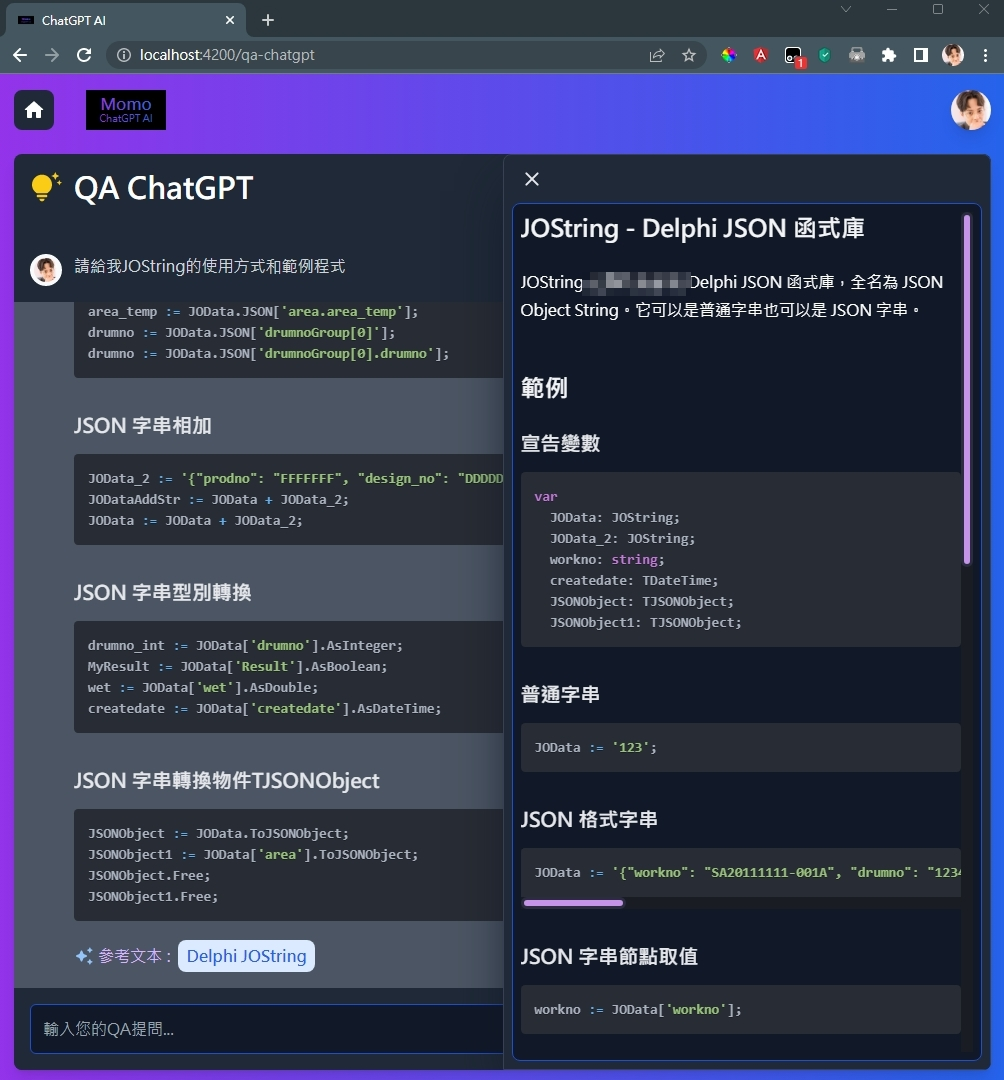 ChatGPT AI
localhost:4200/qa-chatgpt
1
Momo
ChatGPT AI
QA ChatGPT
請給我JOString的使用方式和範例程式
area_temp := JOData.JSON['area.area_temp'];
drumno := JOData.JSON['drumnoGroup[0]'];
drumno := JOData.JSON['drumnoGroup[0].drumno'];
JSON 字串相加
JOData_2 := '{"prodno": "FFFFFFF", "design_no": "DDDDD
JODataAddStr := JOData + JOData_2;
JOData := JOData + JOData_2;
JSON 字串型別轉換
drumno_int := JOData['drumno'].AsInteger;
MyResult := JOData['Result'].AsBoolean;
wet := JOData['wet'].AsDouble;
createdate := JOData['createdate'].AsDateTime;
JSON 字串轉換物件TJSONObject
JSONObject := JOData.ToJSONObject;
JSONObject1 := JOData['area'].ToJSONObject;
JSONObject.Free;
JSONObject1.Free;
參考文本 : Delphi JOString
輸入您的QA提問...
JOString - Delphi JSON 函式庫
JOString Delphi JSON 函式庫，全名為 JSON
Object String。它可以是普通字串也可以是 JSON 字串。
範例
宣告變數
var
JOData: JOString;
JOData_2: JOString;
workno: string;
createdate: TDateTime;
JSONObject: TJSONObject;
JSONObject1: TJSONObject;
普通字串
JOData := '123';
JSON 格式字串
JOData := '{"workno": "SA20111111-001A", "drumno": "1234
JSON 字串節點取值
workno := JOData['workno'];